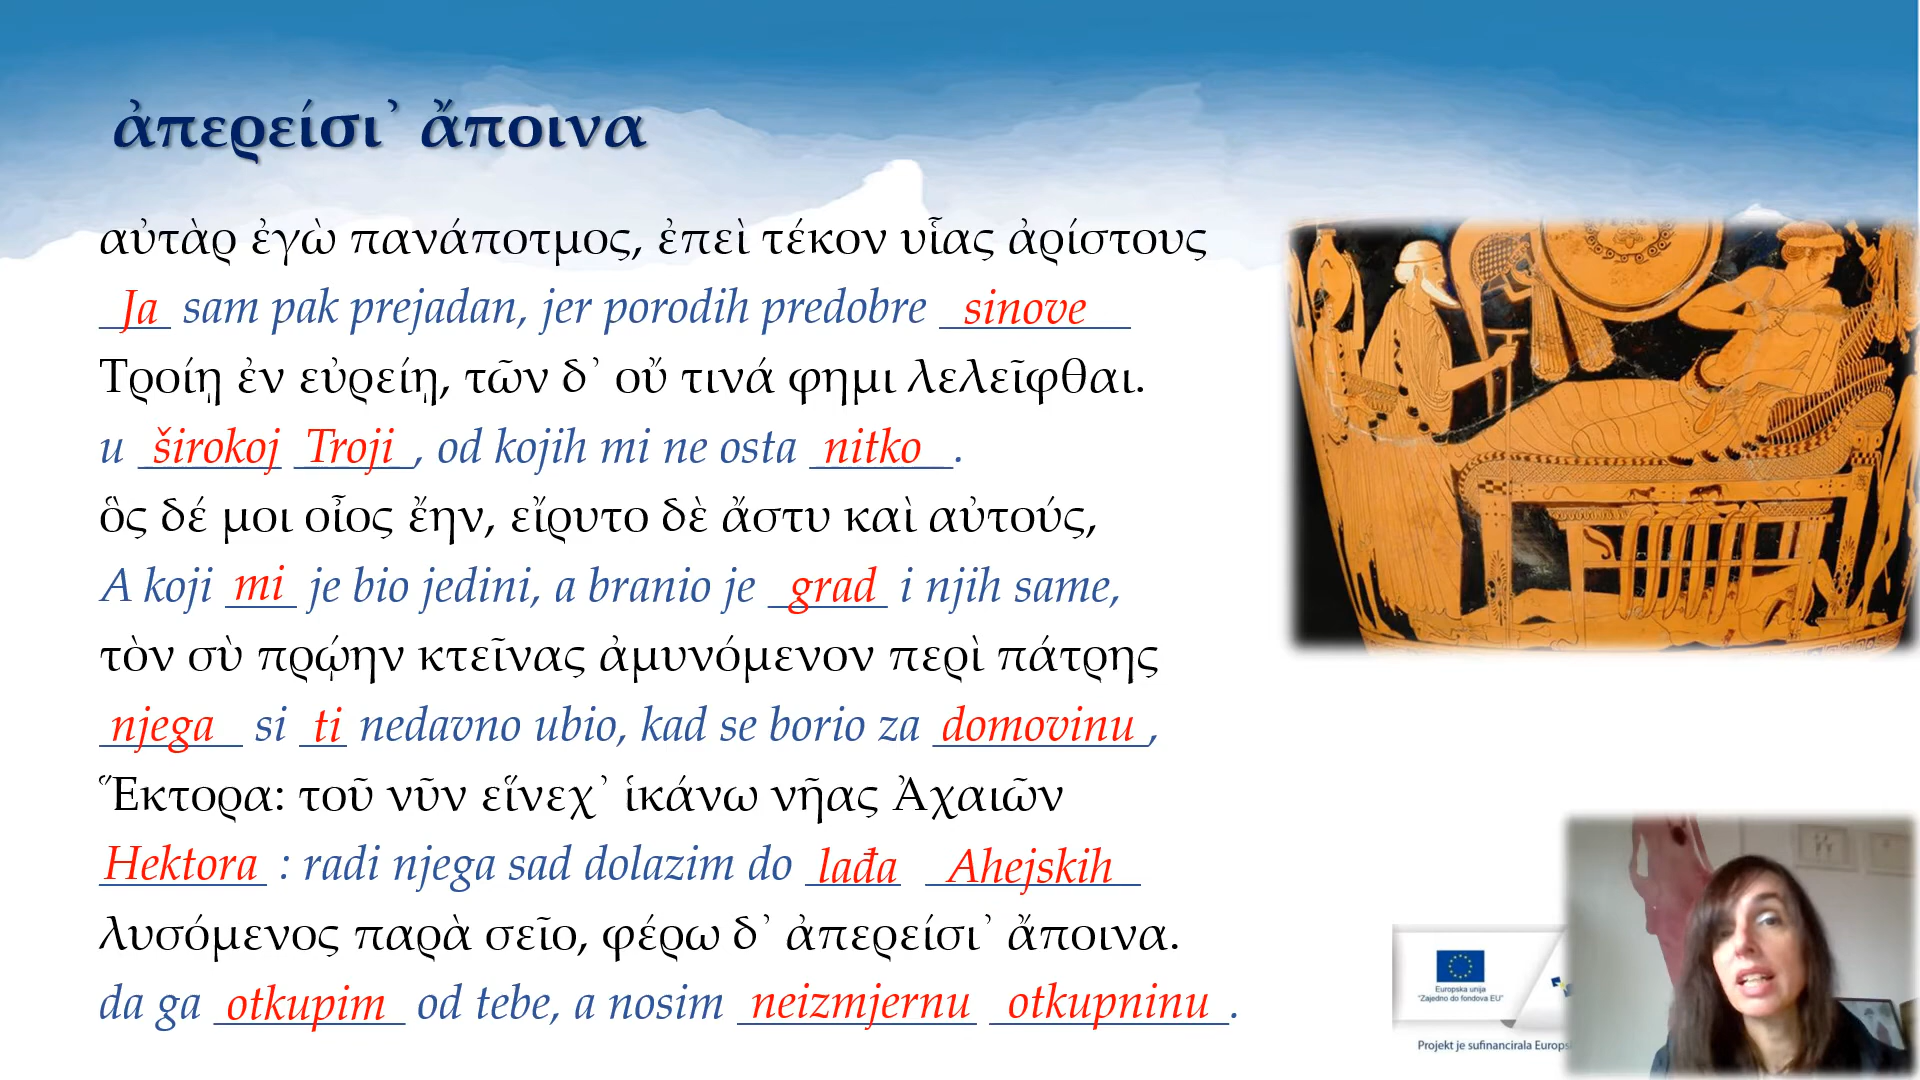 ἀπερείσι᾽ ἄποινα
αὐτὰρ ἐγὼ πανάποτμος, ἐπεὶ τέκον υἷας ἀρίστους
Ja sam pak prejadan, jer porodih predobre sinove
Τροίῃ ἐν εὐρείῃ, τῶν δ᾽ οὔ τινά φημι λελεῖφθαι.
u širokoj Troji, od kojih mi ne osta nitko.
ὃς δέ μοι οἶος ἔην, εἴρυτο δὲ ἄστυ καὶ αὐτούς,
A koji mi je bio jedini, a branio je grad i njih same,
τὸν σὺ πρῴην κτεῖνας ἀμυνόμενον περὶ πάτρης
njega si ti nedavno ubio, kad se borio za domovinu,
Ἕκτορα: τοῦ νῦν εἵνεχ᾽ ἱκάνω νῆας Ἀχαιῶν
Hektora : radi njega sad dolazim do lađa Ahejskih
λυσόμενος παρὰ σεῖο, φέρω δ᾽ ἀπερείσι᾽ ἄποινα.
da ga otkupim od tebe, a nosim neizmjernu otkupninu.
Europska unija
"Zajedno do fondova EU"
Projekt je sufinancirala